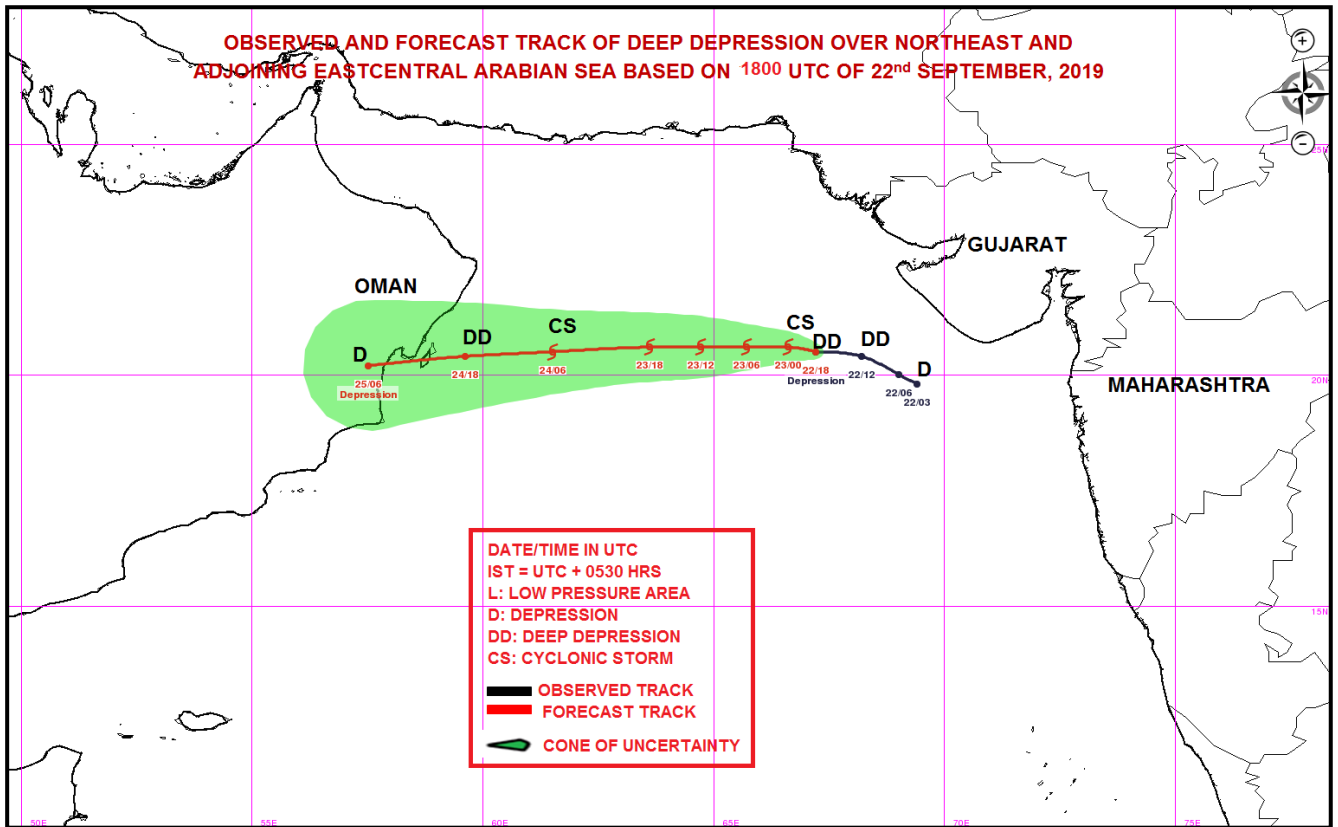 OBSERVED AND FORECAST TRACK OF DEEP DEPRESSION OVER NORTHEAST AND
ADJOINING EASTCENTRAL ARABIAN SEA BASED ON 1800 UTC OF 22nd SEPTEMBER, 2019
25N
GUJARAT
OMAN
CS
CS
DD
DD
DD
D
D
23/18
23/12
23/06
23/00
22/18
Depression
22/12
22/06
22/03
24/06
24/18
25/06
Depression
20N
MAHARASHTRA
DATE/TIME IN UTC
IST = UTC + 0530 HRS
L: LOW PRESSURE AREA
D: DEPRESSION
DD: DEEP DEPRESSION
CS: CYCLONIC STORM
OBSERVED TRACK
FORECAST TRACK
CONE OF UNCERTAINTY
15N
50E
55E
60E
65E
70E
75E